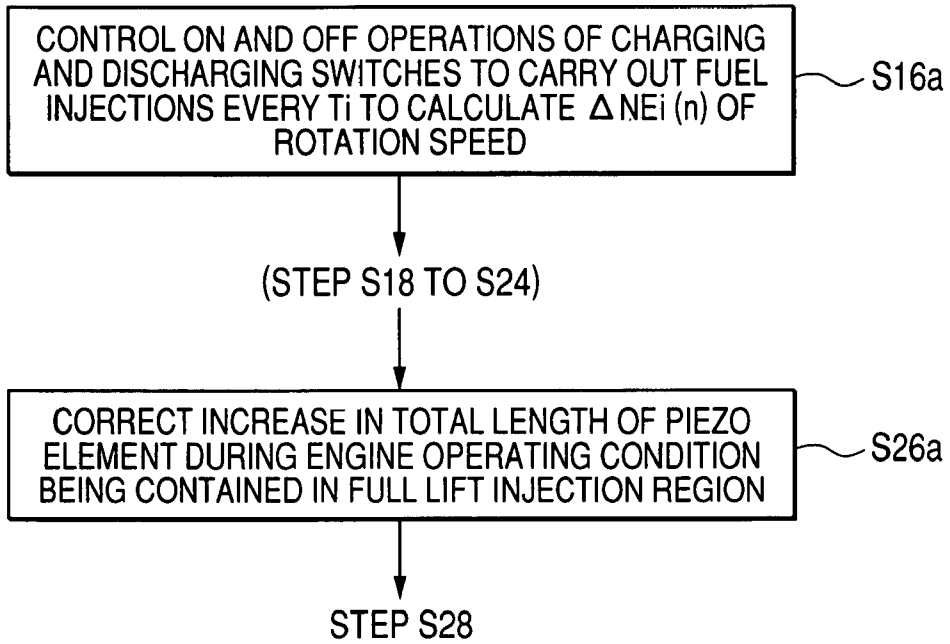 CONTROL ON AND OFF OPERATIONS OF CHARGING
AND DISCHARGING SWITCHES TO CARRY OUT FUEL
INJECTIONS EVERY Ti TO CALCULATE ΔNEi (n) OF
ROTATION SPEED
S16a
(STEP S18 TO S24)
CORRECT INCREASE IN TOTAL LENGTH OF PIEZO
ELEMENT DURING ENGINE OPERATING CONDITION
BEING CONTAINED IN FULL LIFT INJECTION REGION
S26a
STEP S28